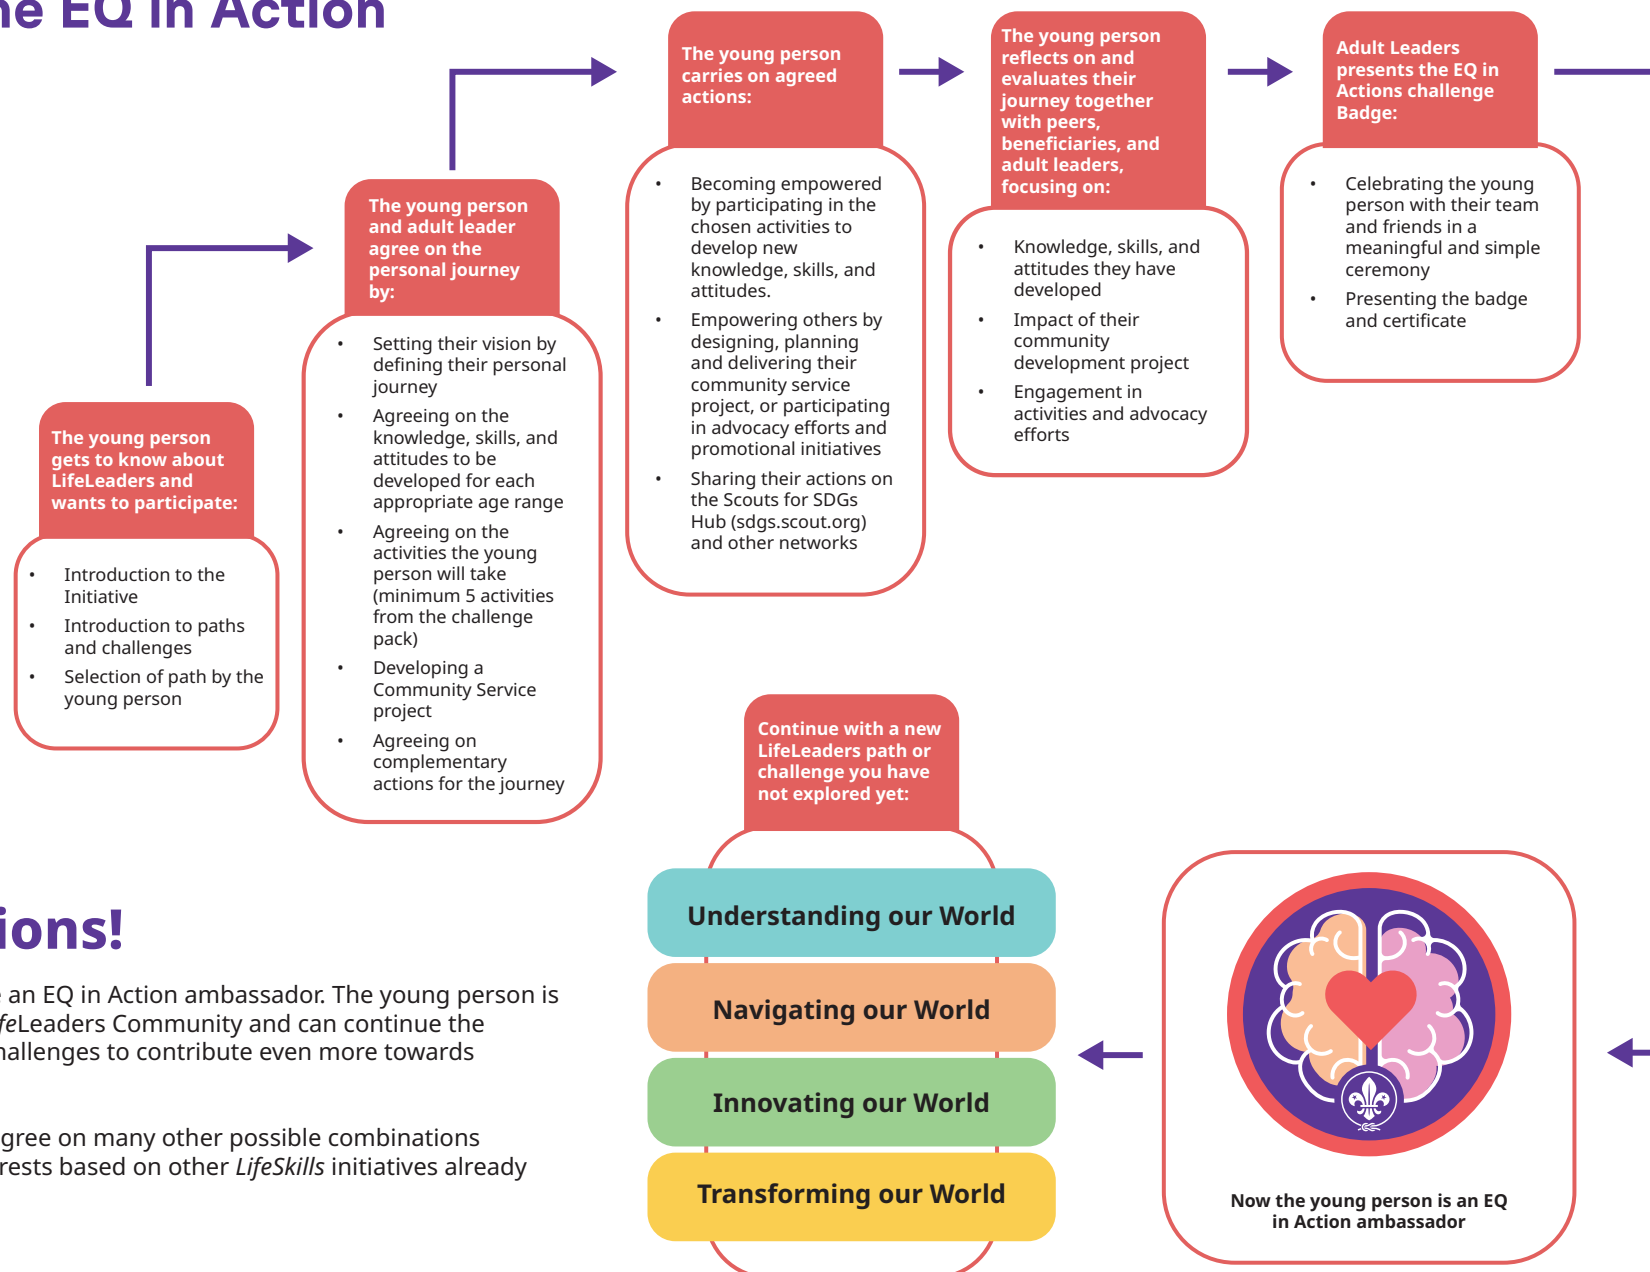 he EQ in Action
The young person
gets to know about
LifeLeaders and
wants to participate:
• Introduction to the
Initiative
• Introduction to paths
and challenges
• Selection of path by the
young person
The young person
and adult leader
agree on the
personal journey
by:
• Setting their vision by
defining their personal
journey
• Agreeing on the
knowledge, skills, and
attitudes to be
developed for each
appropriate age range
• Agreeing on the
activities the young
person will take
(minimum 5 activities
from the challenge
pack)
• Developing a
Community Service
project
• Agreeing on
complementary
actions for the journey
The young person
carries on agreed
actions:
• Becoming empowered
by participating in the
chosen activities to
develop new
knowledge, skills, and
attitudes.
• Empowering others by
designing, planning
and delivering their
community service
project, or participating
in advocacy efforts and
promotional initiatives
• Sharing their actions on
the Scouts for SDGs
Hub (sdgs.scout.org)
and other networks
The young person
reflects on and
evaluates their
journey together
with peers,
beneficiaries, and
adult leaders,
focusing on:
• Knowledge, skills, and
attitudes they have
developed
• Impact of their
community
development project
• Engagement in
activities and advocacy
efforts
Adult Leaders
presents the EQ in
Actions challenge
Badge:
• Celebrating the young
person with their team
and friends in a
meaningful and simple
ceremony
• Presenting the badge
and certificate
Now the young person is an EQ
in Action ambassador
Continue with a new
LifeLeaders path or
challenge you have
not explored yet:
Understanding our World
Navigating our World
Innovating our World
Transforming our World
ions!
e an EQ in Action ambassador. The young person is
feLeaders Community and can continue the
hallenges to contribute even more towards
gree on many other possible combinations
rests based on other LifeSkills initiatives already